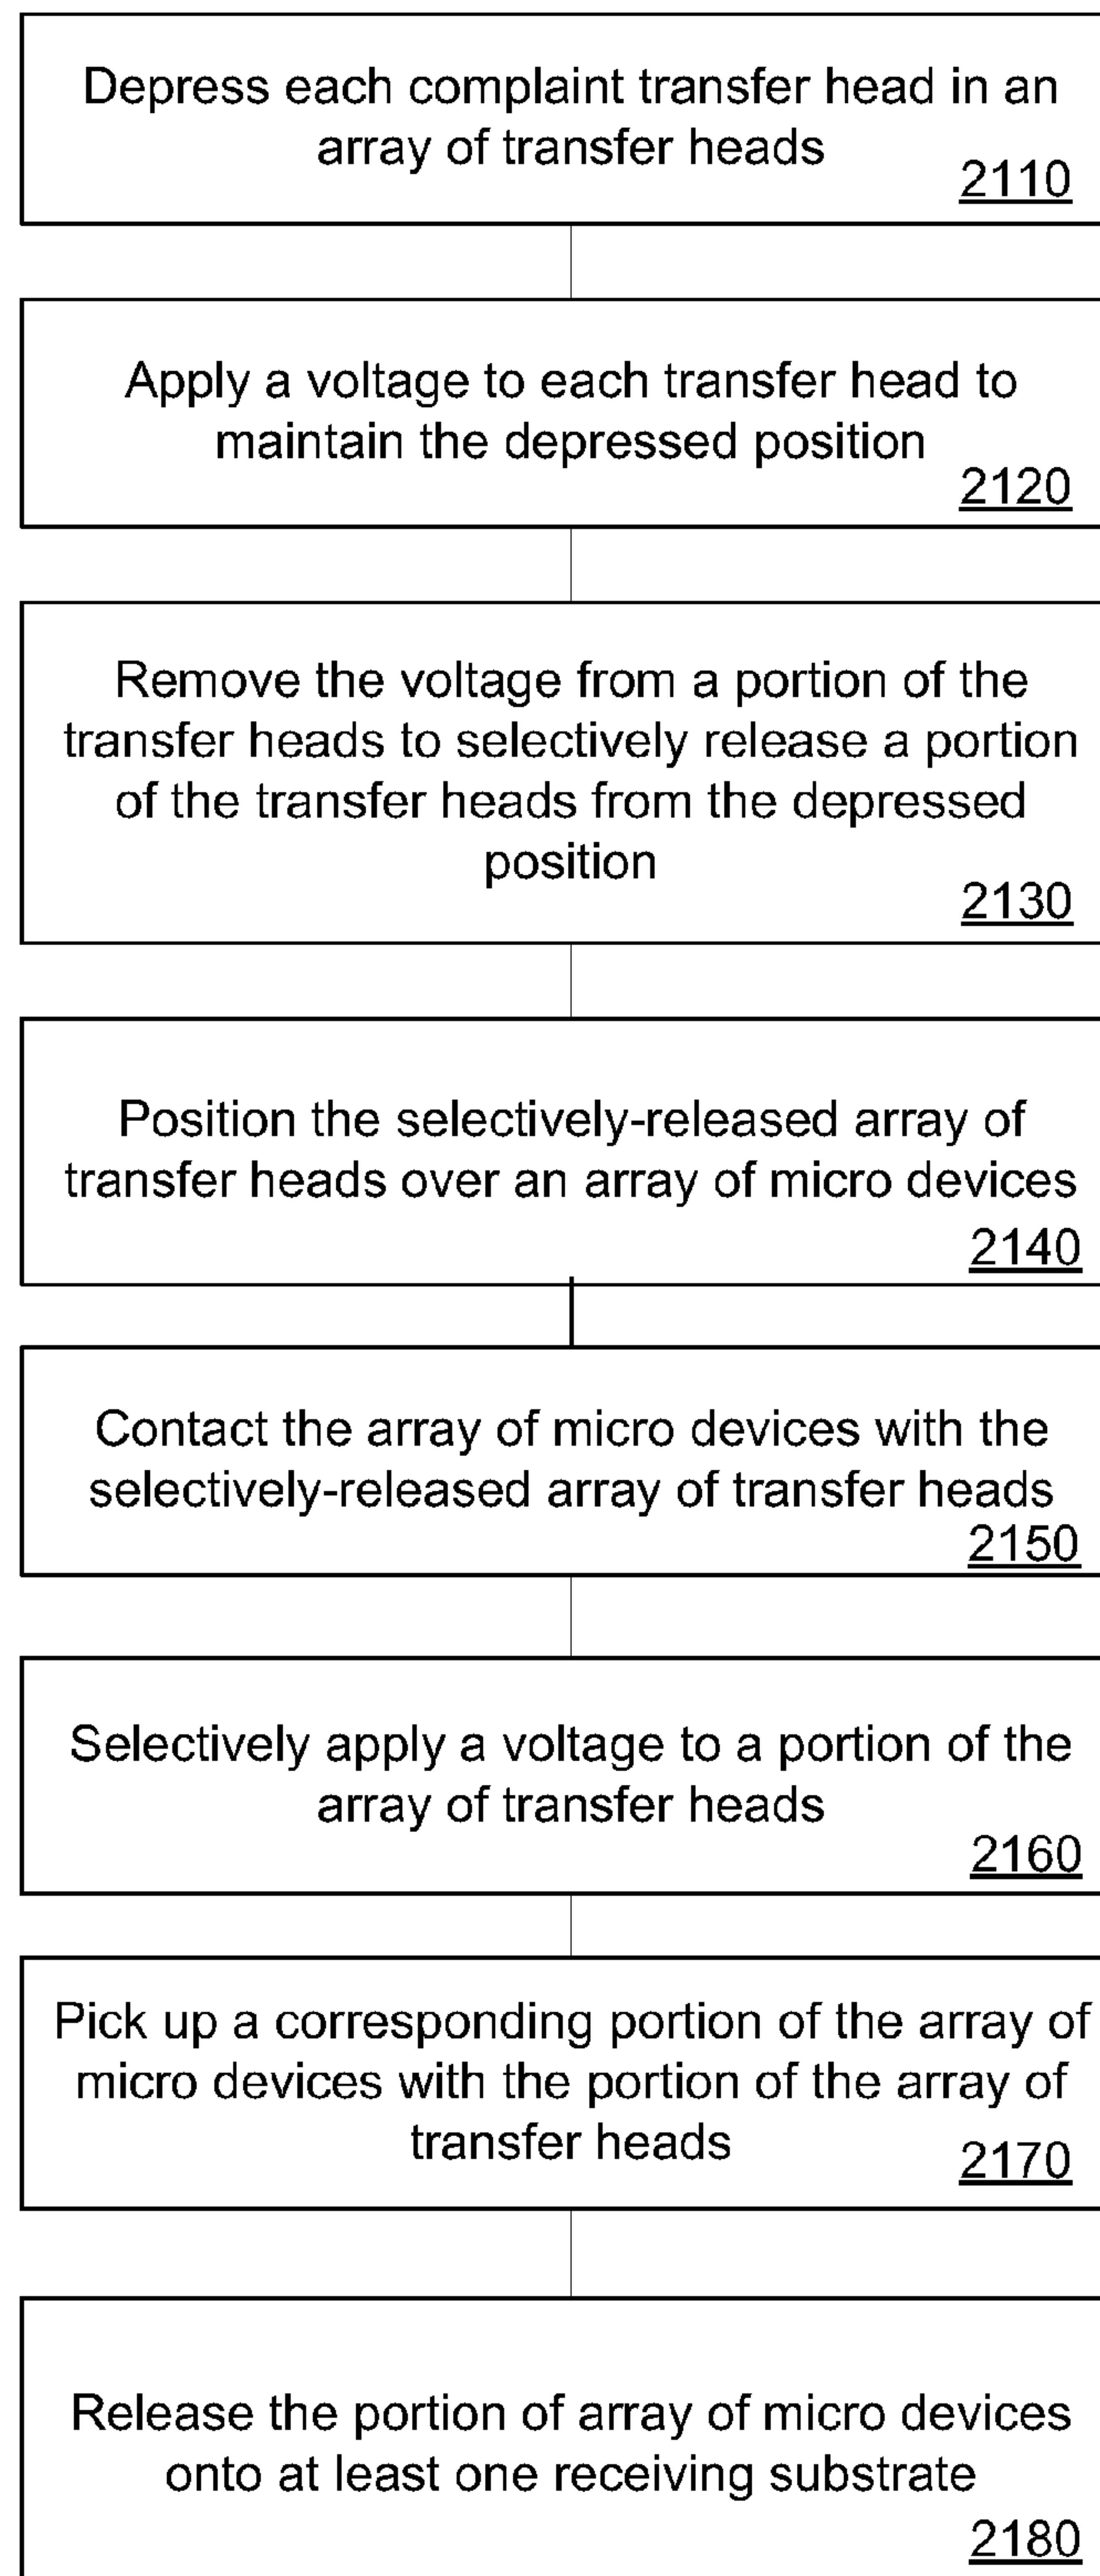 Depress each complaint transfer head in an
array of transfer heads
2110
Apply a voltage to each transfer head to
maintain the depressed position
2120
Remove the voltage from a portion of the
transfer heads to selectively release a portion
of the transfer heads from the depressed
position
2130
Position the selectively-released array of
transfer heads over an array of micro devices
2140
Contact the array of micro devices with the
selectively-released array of transfer heads
2150
Selectively apply a voltage to a portion of the
array of transfer heads
2160
Pick up a corresponding portion of the array of
micro devices with the portion of the array of
transfer heads
2170
Release the portion of array of micro devices
onto at least one receiving substrate
2180